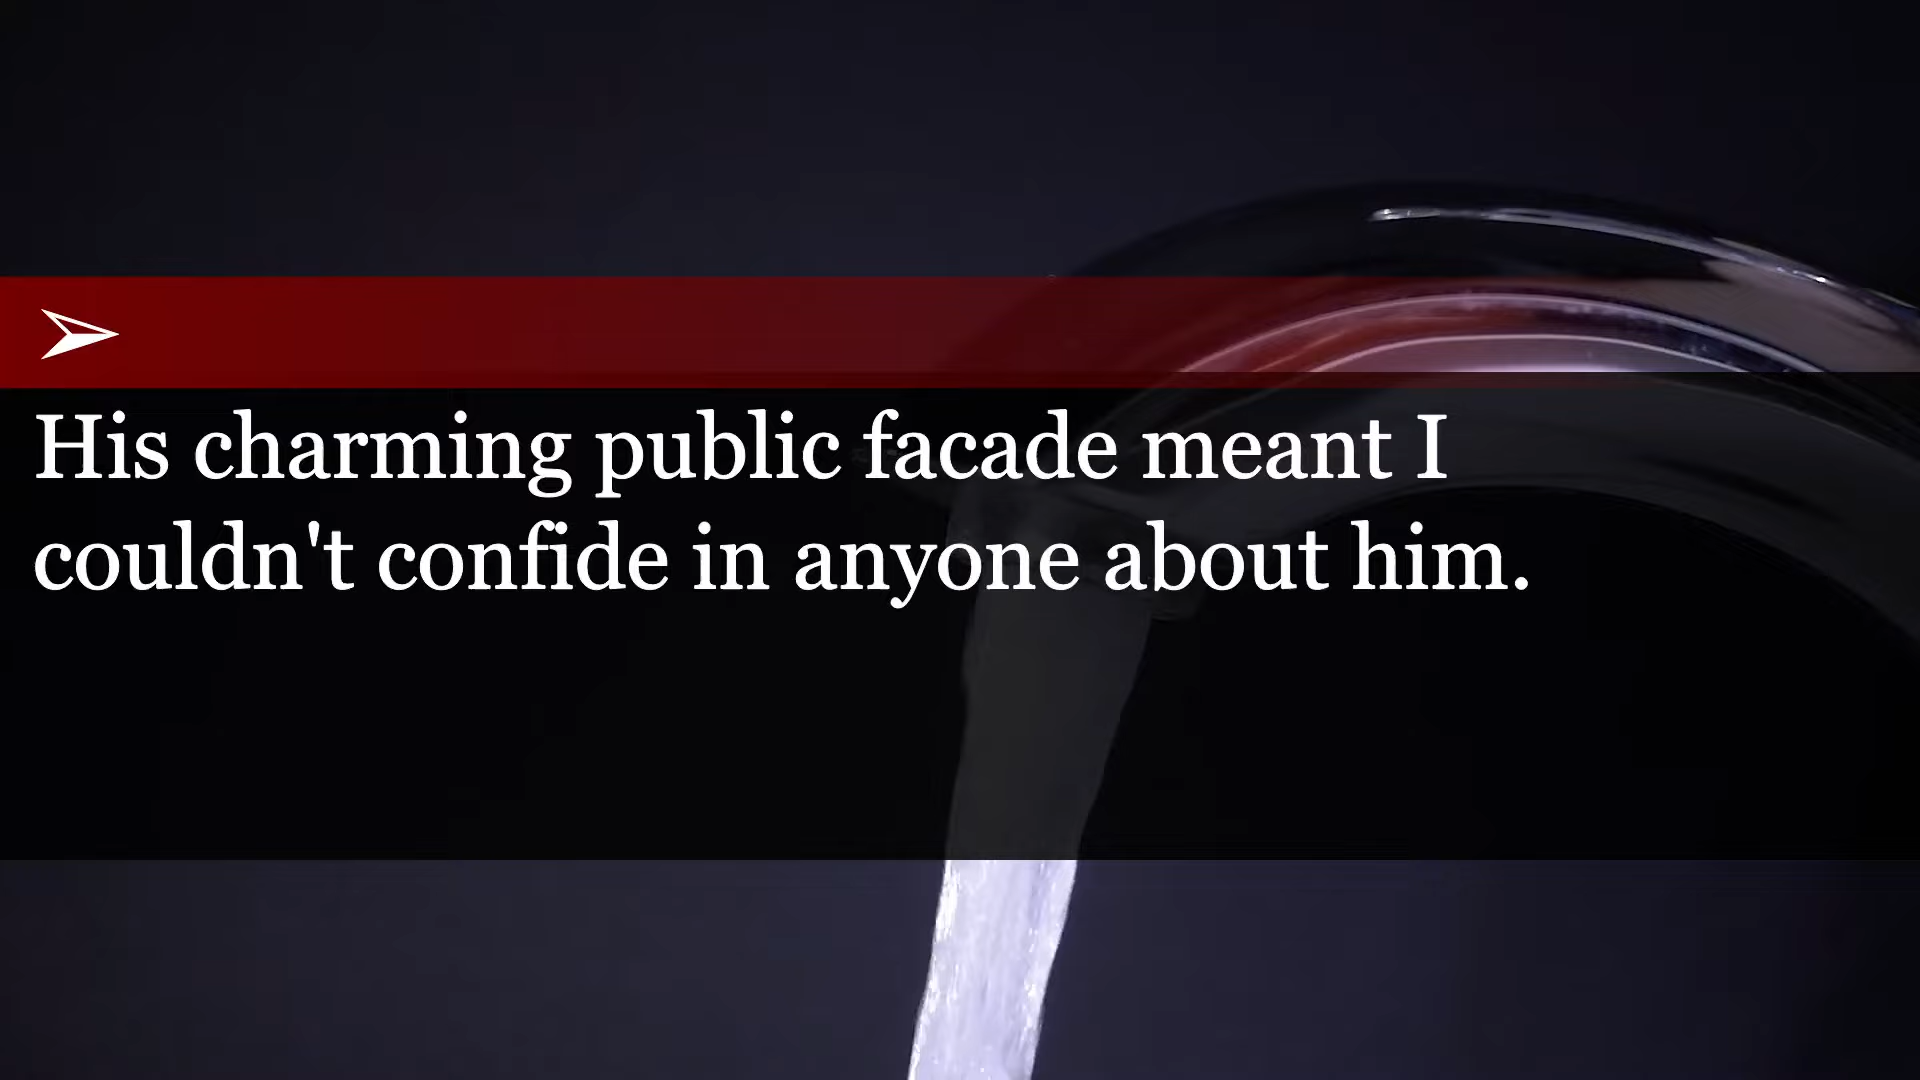 His charming public facade meant I
couldn't confide in anyone about him.